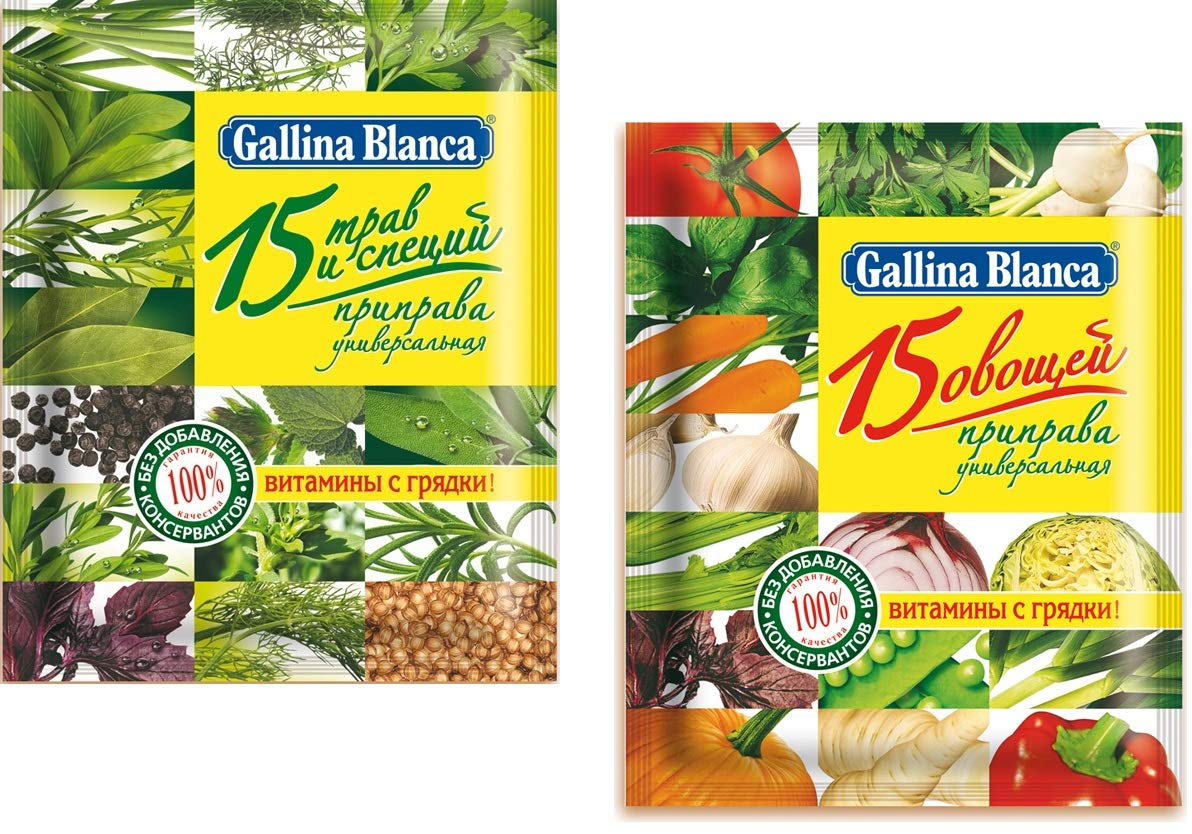 Gallina Blanca®
15 трав
и специй
приправа
универсальная
БЕЗ ДОБАВЛЕНИЯ
гарантия
100%
качества
КОНСЕРВАНТОВ
витамины с грядки!
Gallina Blanca®
15 овощей
приправа
универсальная
БЕЗ ДОБАВЛЕНИЯ
гарантия
100%
качества
КОНСЕРВАНТОВ
витамины с грядки!